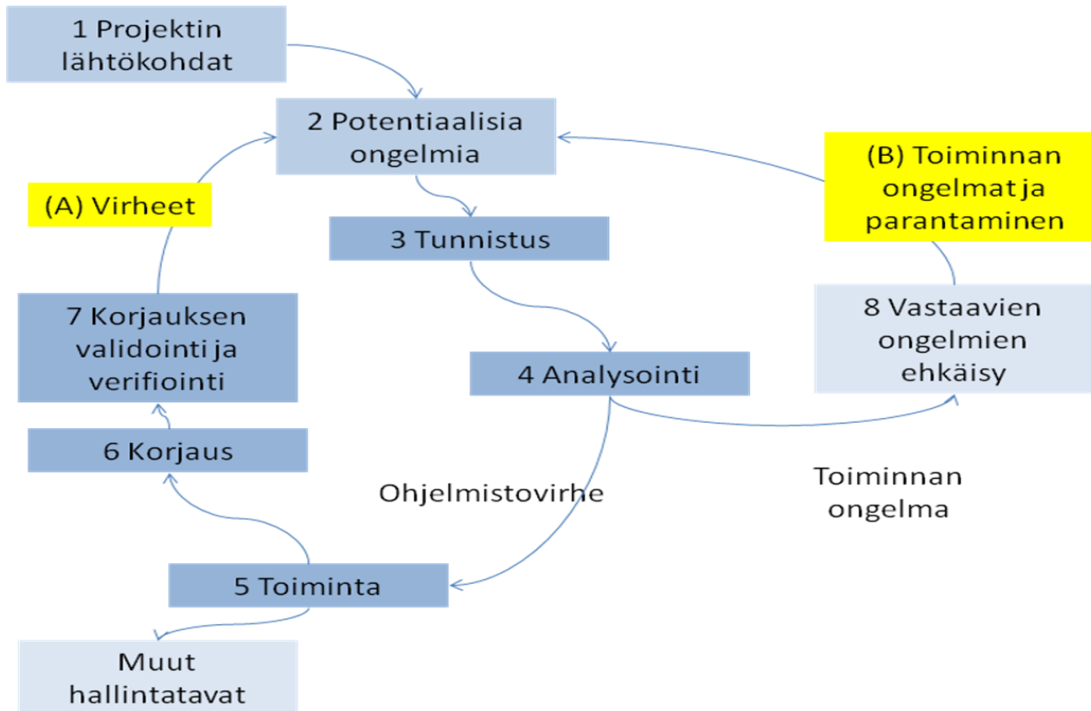 1 Projektin
lähtökohdat
2 Potentiaalisia
ongelmia
(A) Virheet
(B) Toiminnan
ongelmat ja
parantaminen
3 Tunnistus
7 Korjauksen
validointi ja
verifiointi
8 Vastaavien
ongelmien
ehkäisy
4 Analysointi
6 Korjaus
Ohjelmistovirhe
Toiminnan
ongelma
5 Toiminta
Muut
hallintatavat